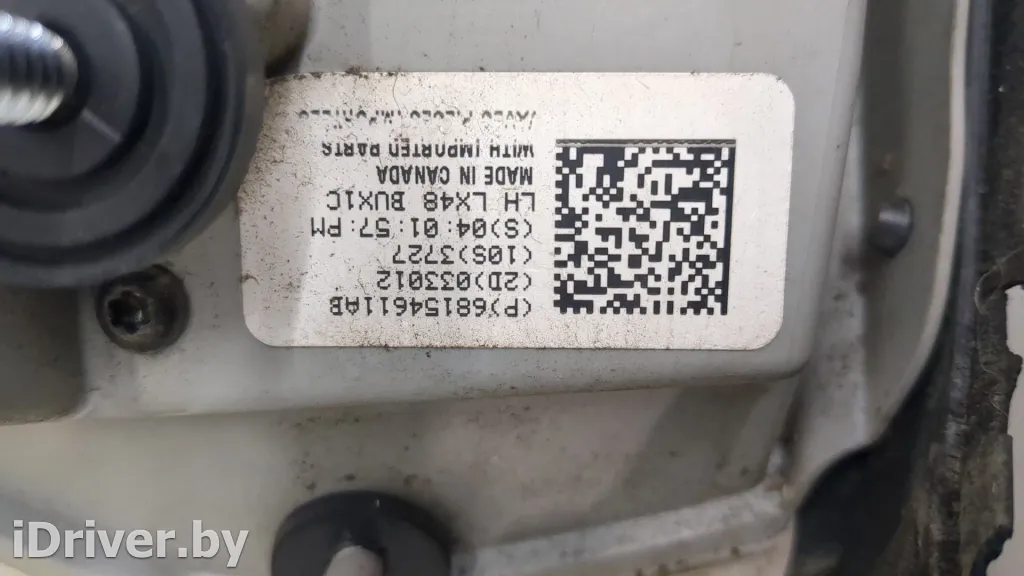 (P)68154611AB
(2D)033012
(10S)3727
(S)04:01:57:PM
LH LX48 BUX1C
MADE IN CANADA
WITH IMPORTED PARTS
iDriver.by